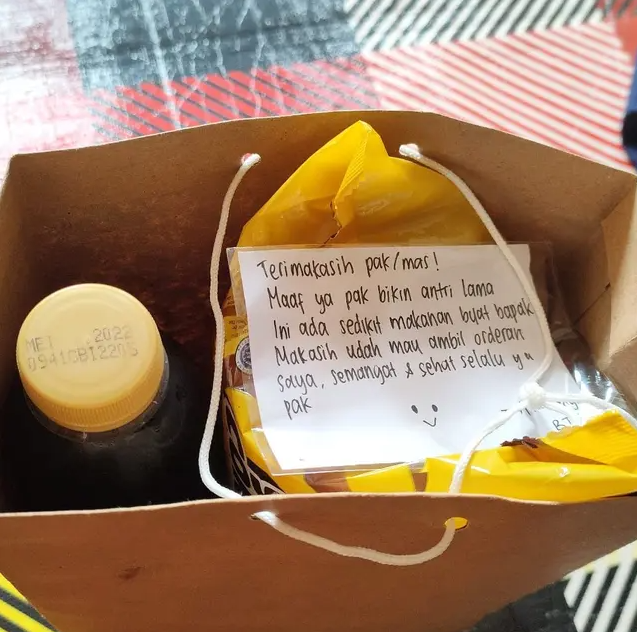 Terimakasih pak/mas!
Maaf ya pak bikin antri lama
Ini ada sedikit makanan buat bapak
Makasih udah mau ambil orderan
saya, semangat & sehat selalu ya
pak
MEI 2022
0941CBI2205